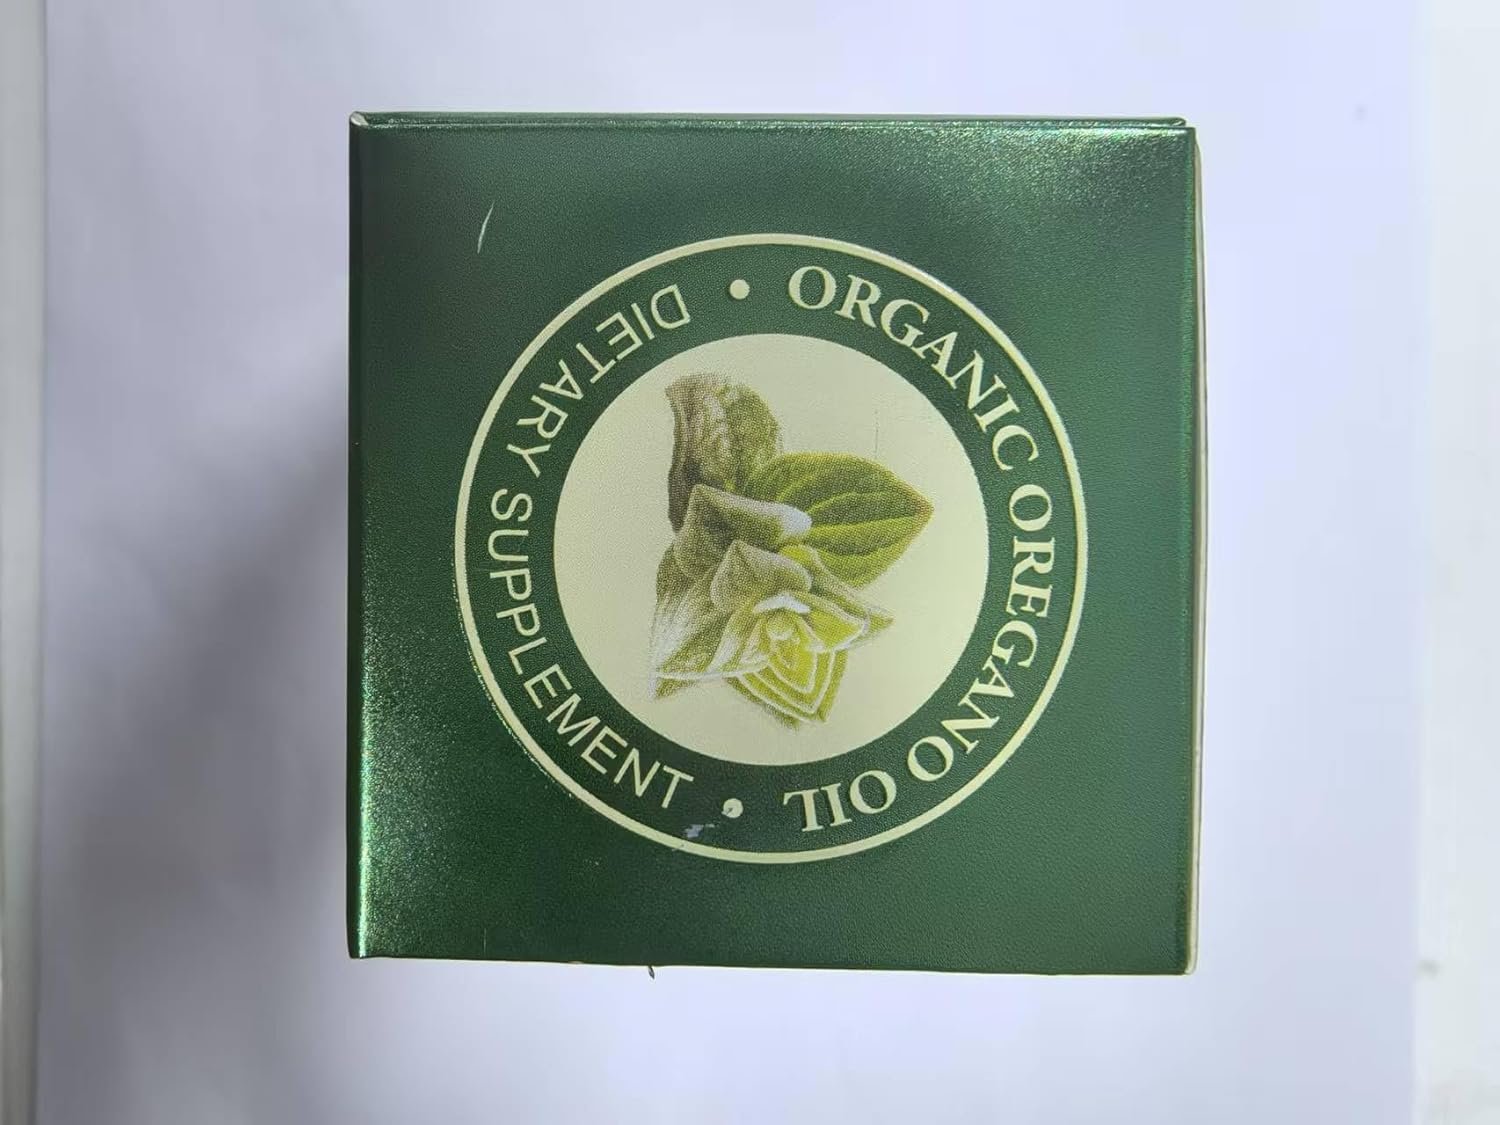 ORGANIC OREGANO OIL
DIETARY SUPPLEMENT